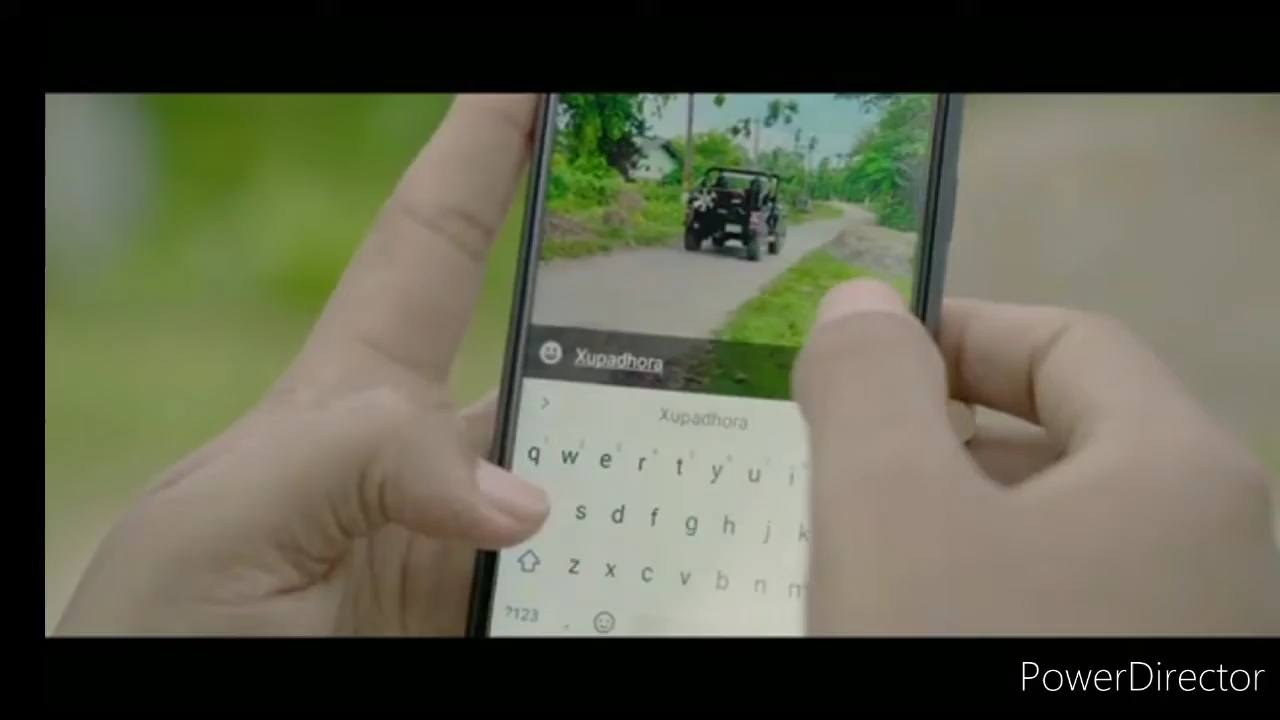 Xupadhora
Xupadhora
q w e r t y u i
s d f g h j k
z x c v b n m
?123 ,
PowerDirector